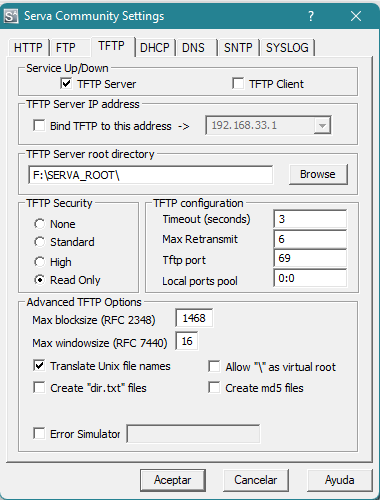 Serva Community Settings
HTTP FTP TFTP DHCP DNS SNTP SYSLOG
Service Up/Down
TFTP Server TFTP Client
TFTP Server IP address
Bind TFTP to this address -> 192.168.33.1
TFTP Server root directory
F:\SERVA_ROOT\ Browse
TFTP Security
None
Standard
High
Read Only
TFTP configuration
Timeout (seconds) 3
Max Retransmit 6
Tftp port 69
Local ports pool 0:0
Advanced TFTP Options
Max blocksize (RFC 2348) 1468
Max windowsize (RFC 7440) 16
Translate Unix file names Allow "\" as virtual root
Create "dir.txt" files Create md5 files
Error Simulator
Aceptar Cancelar Ayuda